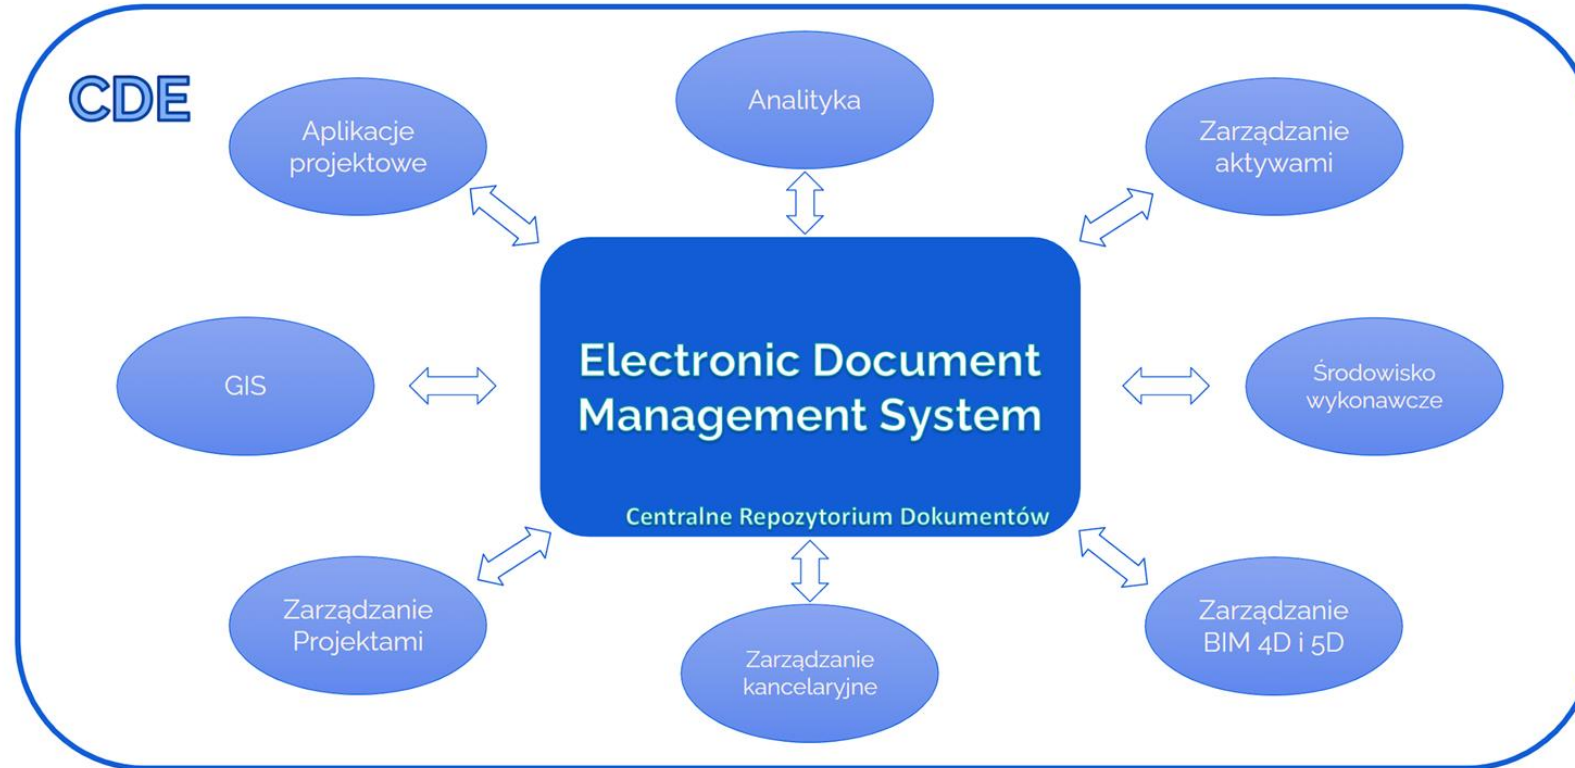 CDE
Analityka
Aplikacje
projektowe
Zarządzanie
aktywami
Electronic Document
Management System
Centralne Repozytorium Dokumentów
GIS
Środowisko
wykonawcze
Zarządzanie
Projektami
Zarządzanie
kancelaryjne
Zarządzanie
BIM 4D i 5D